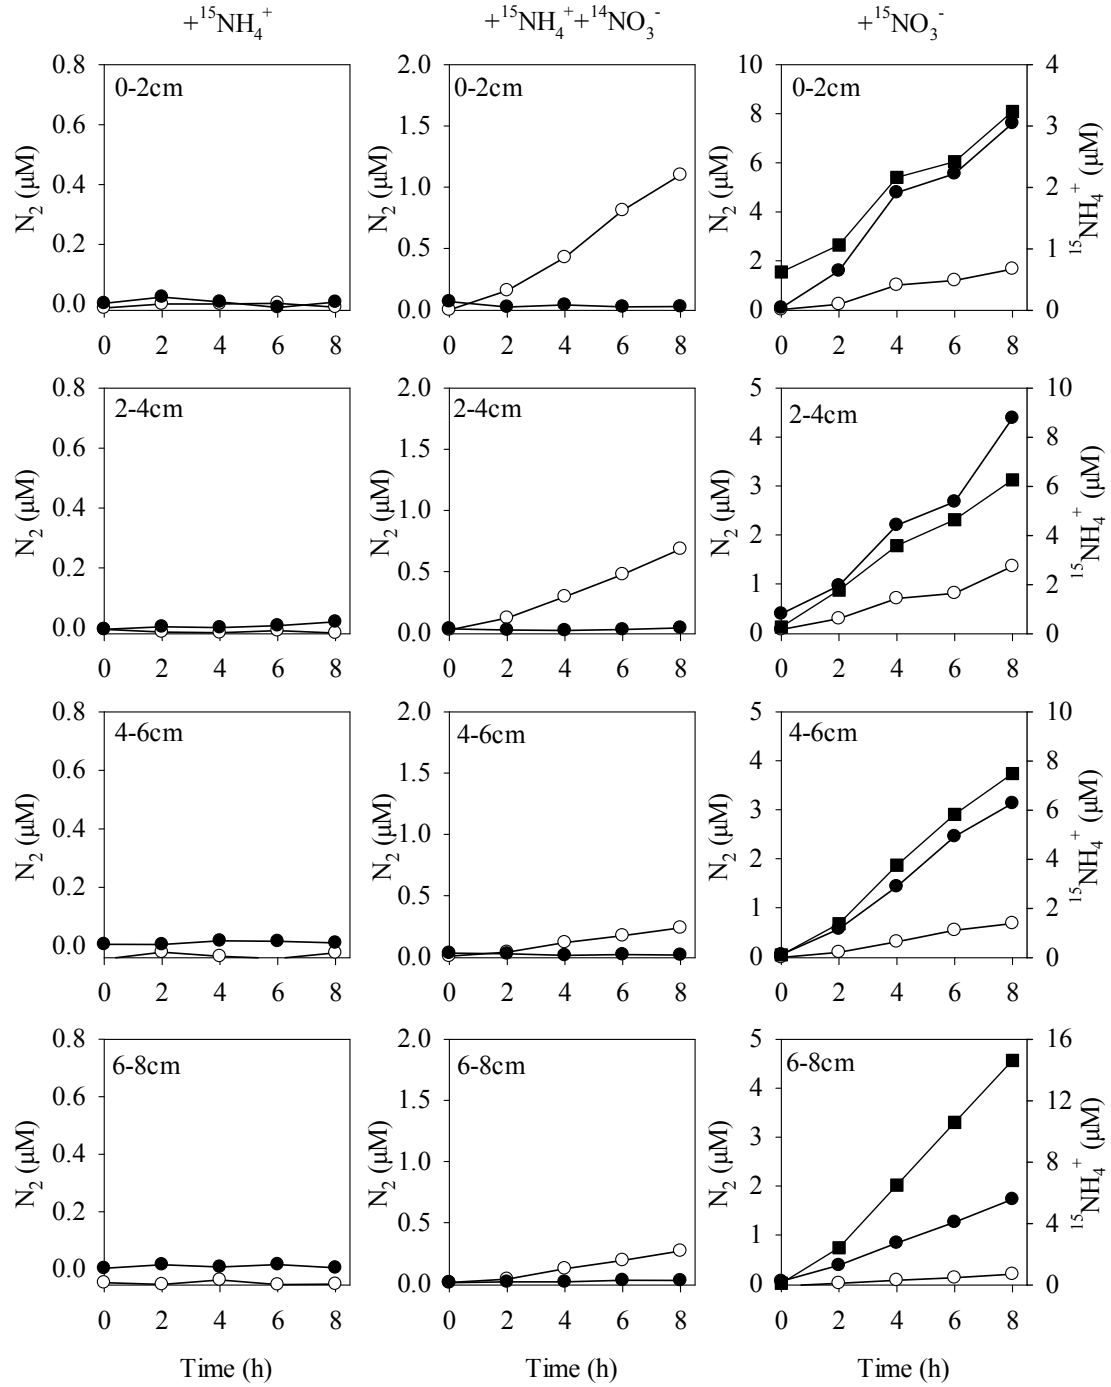 +¹⁵NH₄⁺ +¹⁵NH₄⁺+¹⁴NO₃⁻ +¹⁵NO₃⁻
0-2cm
N₂ (µM)
0.8
0.6
0.4
0.2
0.0
0 2 4 6 8
0-2cm
N₂ (µM)
2.0
1.5
1.0
0.5
0.0
0 2 4 6 8
0-2cm
N₂ (µM)
10
8
6
4
2
0
0 2 4 6 8
4
3
2
1
0
¹⁵NH₄⁺ (µM)
2-4cm
N₂ (µM)
0.8
0.6
0.4
0.2
0.0
0 2 4 6 8
2-4cm
N₂ (µM)
2.0
1.5
1.0
0.5
0.0
0 2 4 6 8
2-4cm
N₂ (µM)
5
4
3
2
1
0
0 2 4 6 8
10
8
6
4
2
0
¹⁵NH₄⁺ (µM)
4-6cm
N₂ (µM)
0.8
0.6
0.4
0.2
0.0
0 2 4 6 8
4-6cm
N₂ (µM)
2.0
1.5
1.0
0.5
0.0
0 2 4 6 8
4-6cm
N₂ (µM)
5
4
3
2
1
0
0 2 4 6 8
10
8
6
4
2
0
¹⁵NH₄⁺ (µM)
6-8cm
N₂ (µM)
0.8
0.6
0.4
0.2
0.0
0 2 4 6 8
Time (h)
6-8cm
N₂ (µM)
2.0
1.5
1.0
0.5
0.0
0 2 4 6 8
Time (h)
6-8cm
N₂ (µM)
5
4
3
2
1
0
0 2 4 6 8
Time (h)
16
12
8
4
0
¹⁵NH₄⁺ (µM)